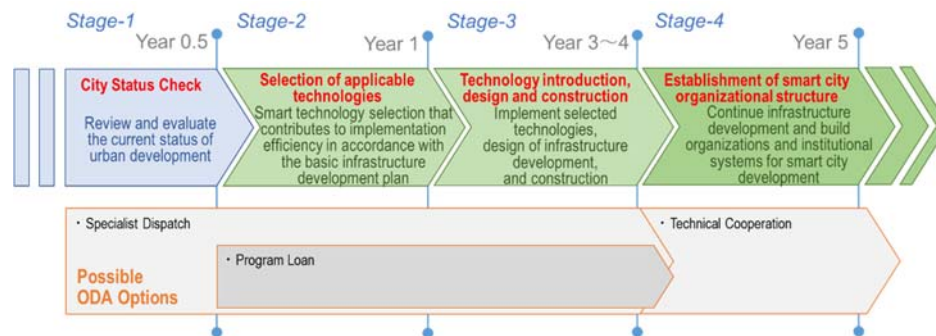 Stage-1
Year 0.5
Stage-2
Year 1
Stage-3
Year 3～4
Stage-4
Year 5
City Status Check
Review and evaluate
the current status of
urban development
Selection of applicable
technologies
Smart technology selection that
contributes to implementation
efficiency in accordance with
the basic infrastructure
development plan
Technology introduction,
design and construction
Implement selected
technologies,
design of infrastructure
development,
and construction
Establishment of smart city
organizational structure
Continue infrastructure
development and build
organizations and institutional
systems for smart city
development
・Specialist Dispatch
・Technical Cooperation
・Program Loan
Possible
ODA Options